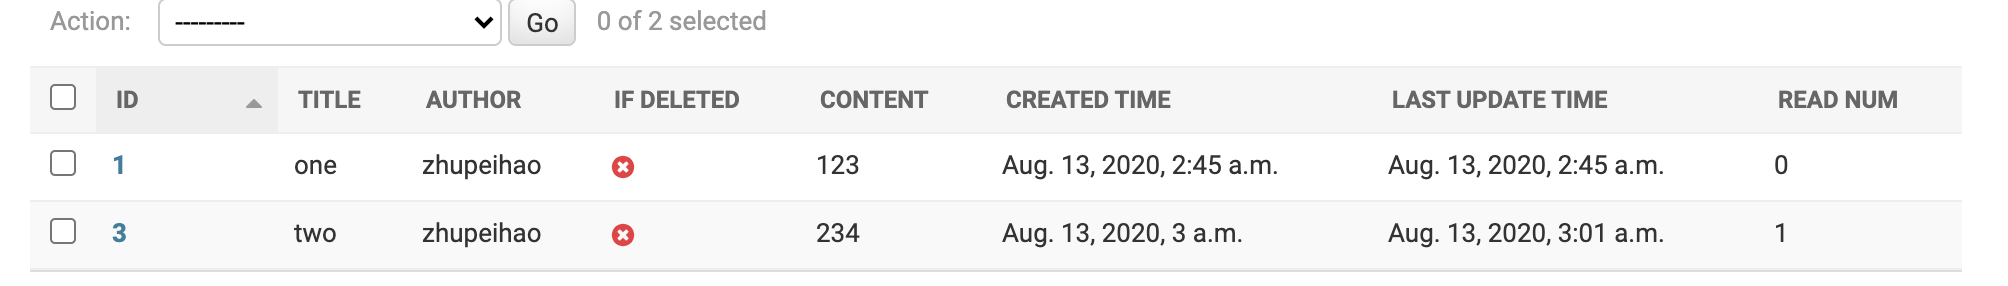 Action: --------- Go 0 of 2 selected
ID TITLE AUTHOR IF DELETED CONTENT CREATED TIME LAST UPDATE TIME READ NUM
1 one zhupeihao 123 Aug. 13, 2020, 2:45 a.m. Aug. 13, 2020, 2:45 a.m. 0
3 two zhupeihao 234 Aug. 13, 2020, 3 a.m. Aug. 13, 2020, 3:01 a.m. 1